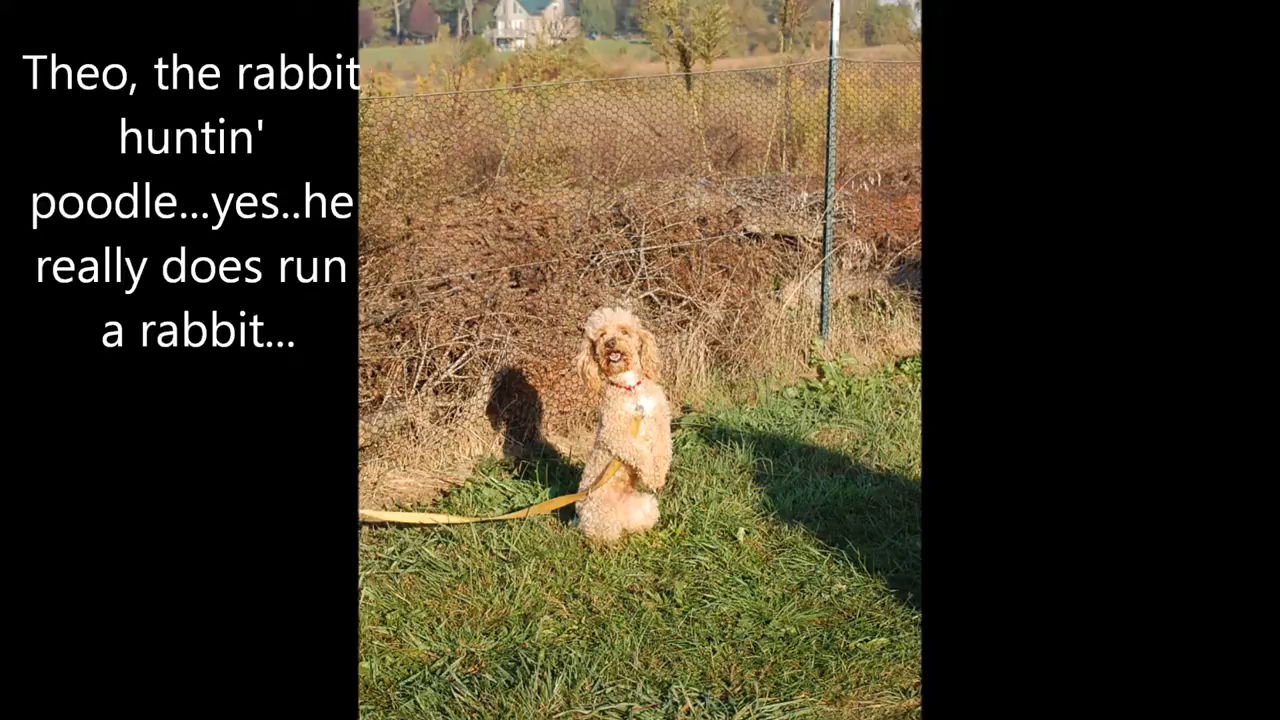 Theo, the rabbit
huntin'
poodle...yes..he
really does run
a rabbit...